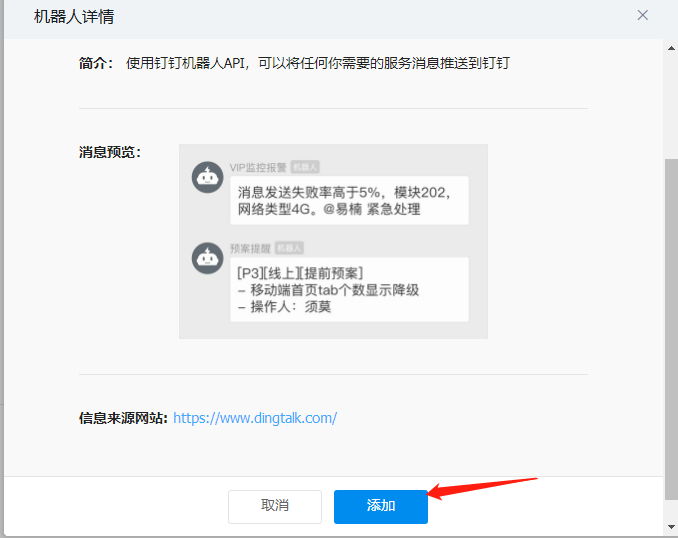 机器人详情
简介： 使用钉钉机器人API，可以将任何你需要的服务消息推送到钉钉
消息预览：
VIP监控报警 机器人
消息发送失败率高于5%，模块202，
网络类型4G。@易楠 紧急处理
预案提醒 机器人
[P3][线上][提前预案]
- 移动端首页tab个数显示降级
- 操作人：须莫
信息来源网站: https://www.dingtalk.com/
取消 添加